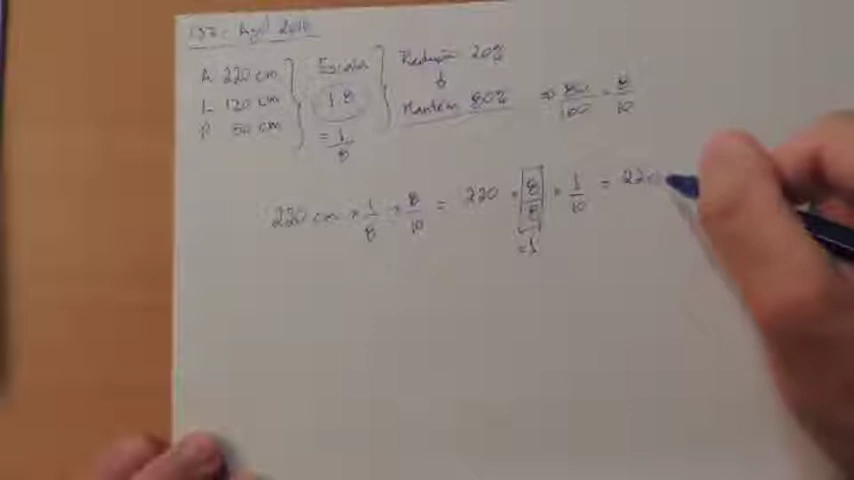 A 220 cm
L 120 cm
P 50 cm
Escala
1:8
= 1/8
Redução 20%
↓
Mantém 80% ⇒ 80/100 = 8/10
220 cm × 1/8 × 8/10 = 220 × 8/8 × 1/10 = 220
= 1